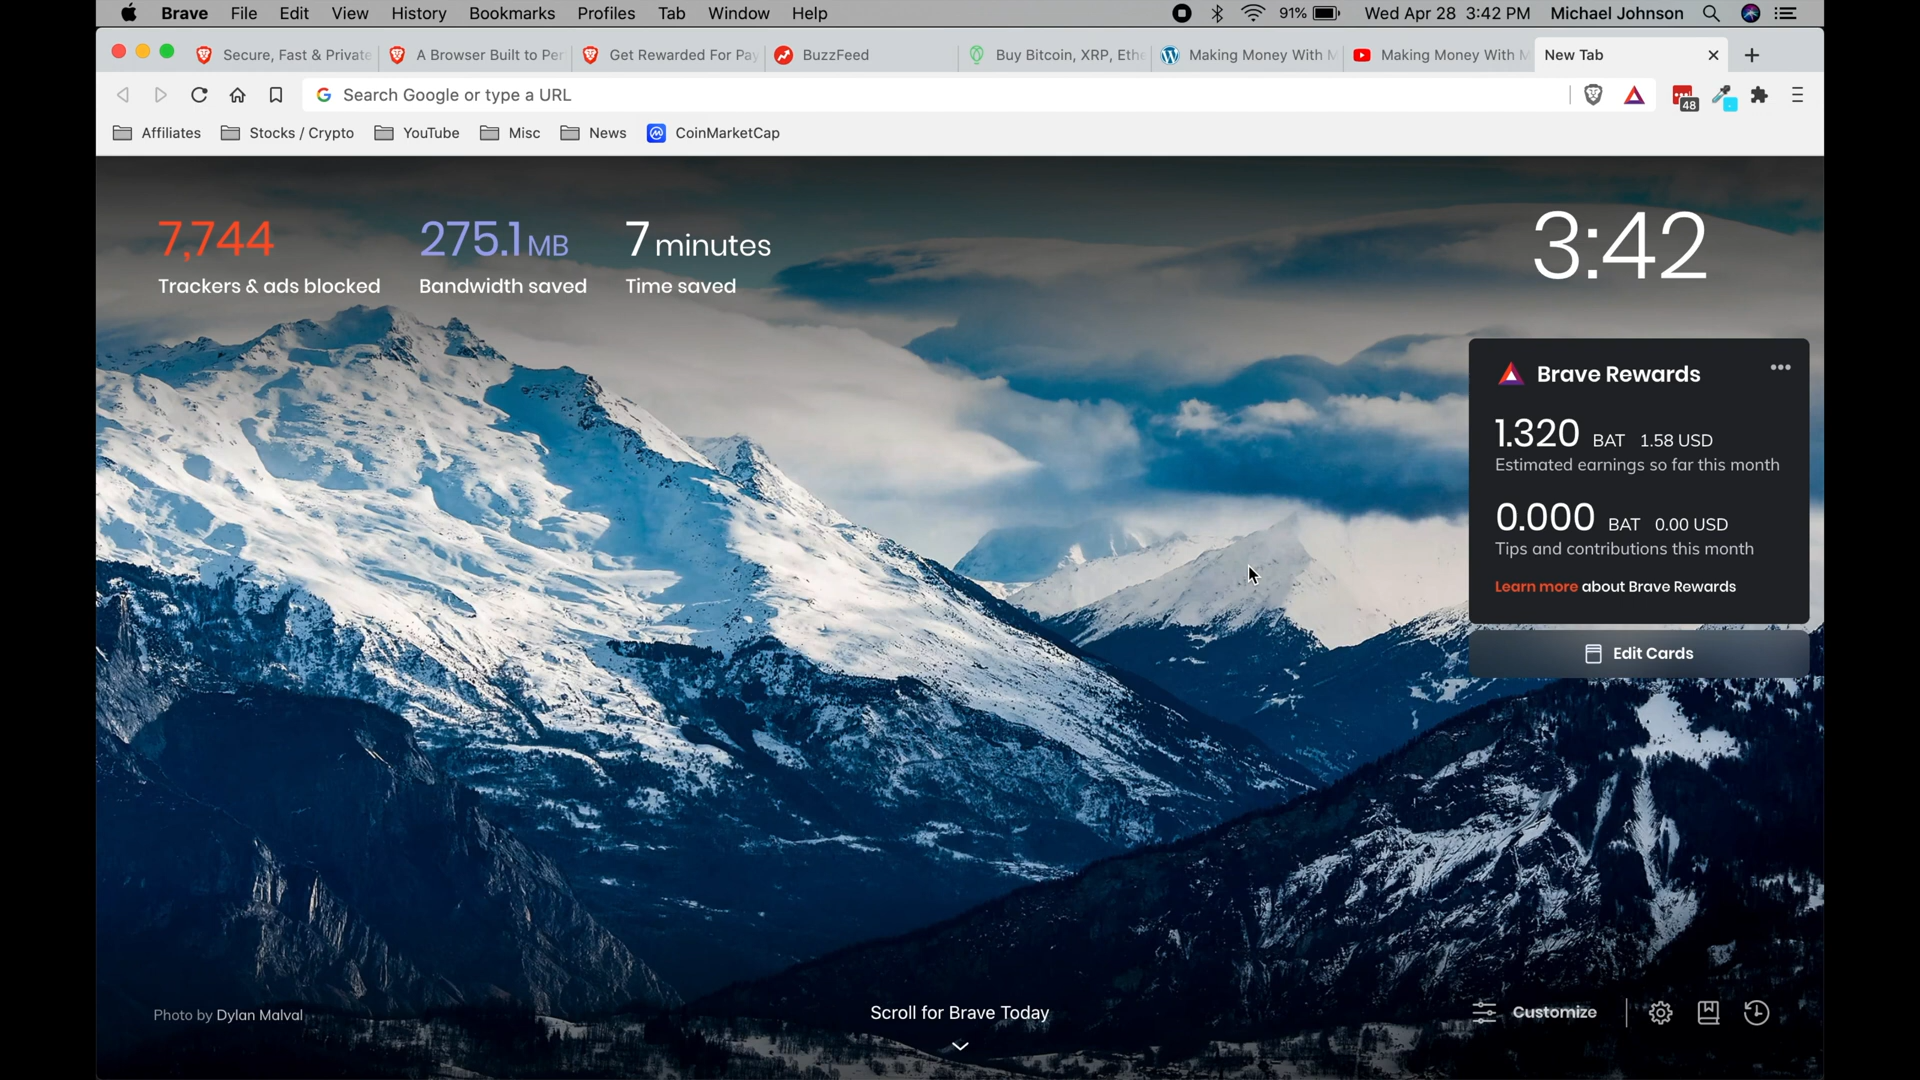 Brave File Edit View History Bookmarks Profiles Tab Window Help 91% Wed Apr 28 3:42 PM Michael Johnson
Secure, Fast & Private A Browser Built to Per Get Rewarded For Pay BuzzFeed Buy Bitcoin, XRP, Ethe Making Money With M Making Money With M New Tab
Search Google or type a URL 48
Affiliates Stocks / Crypto YouTube Misc News CoinMarketCap
7,744 275.1 MB 7 minutes 3:42
Trackers & ads blocked Bandwidth saved Time saved
Brave Rewards
1.320 BAT 1.58 USD
Estimated earnings so far this month
0.000 BAT 0.00 USD
Tips and contributions this month
Learn more about Brave Rewards
Edit Cards
Photo by Dylan Malval Scroll for Brave Today Customize